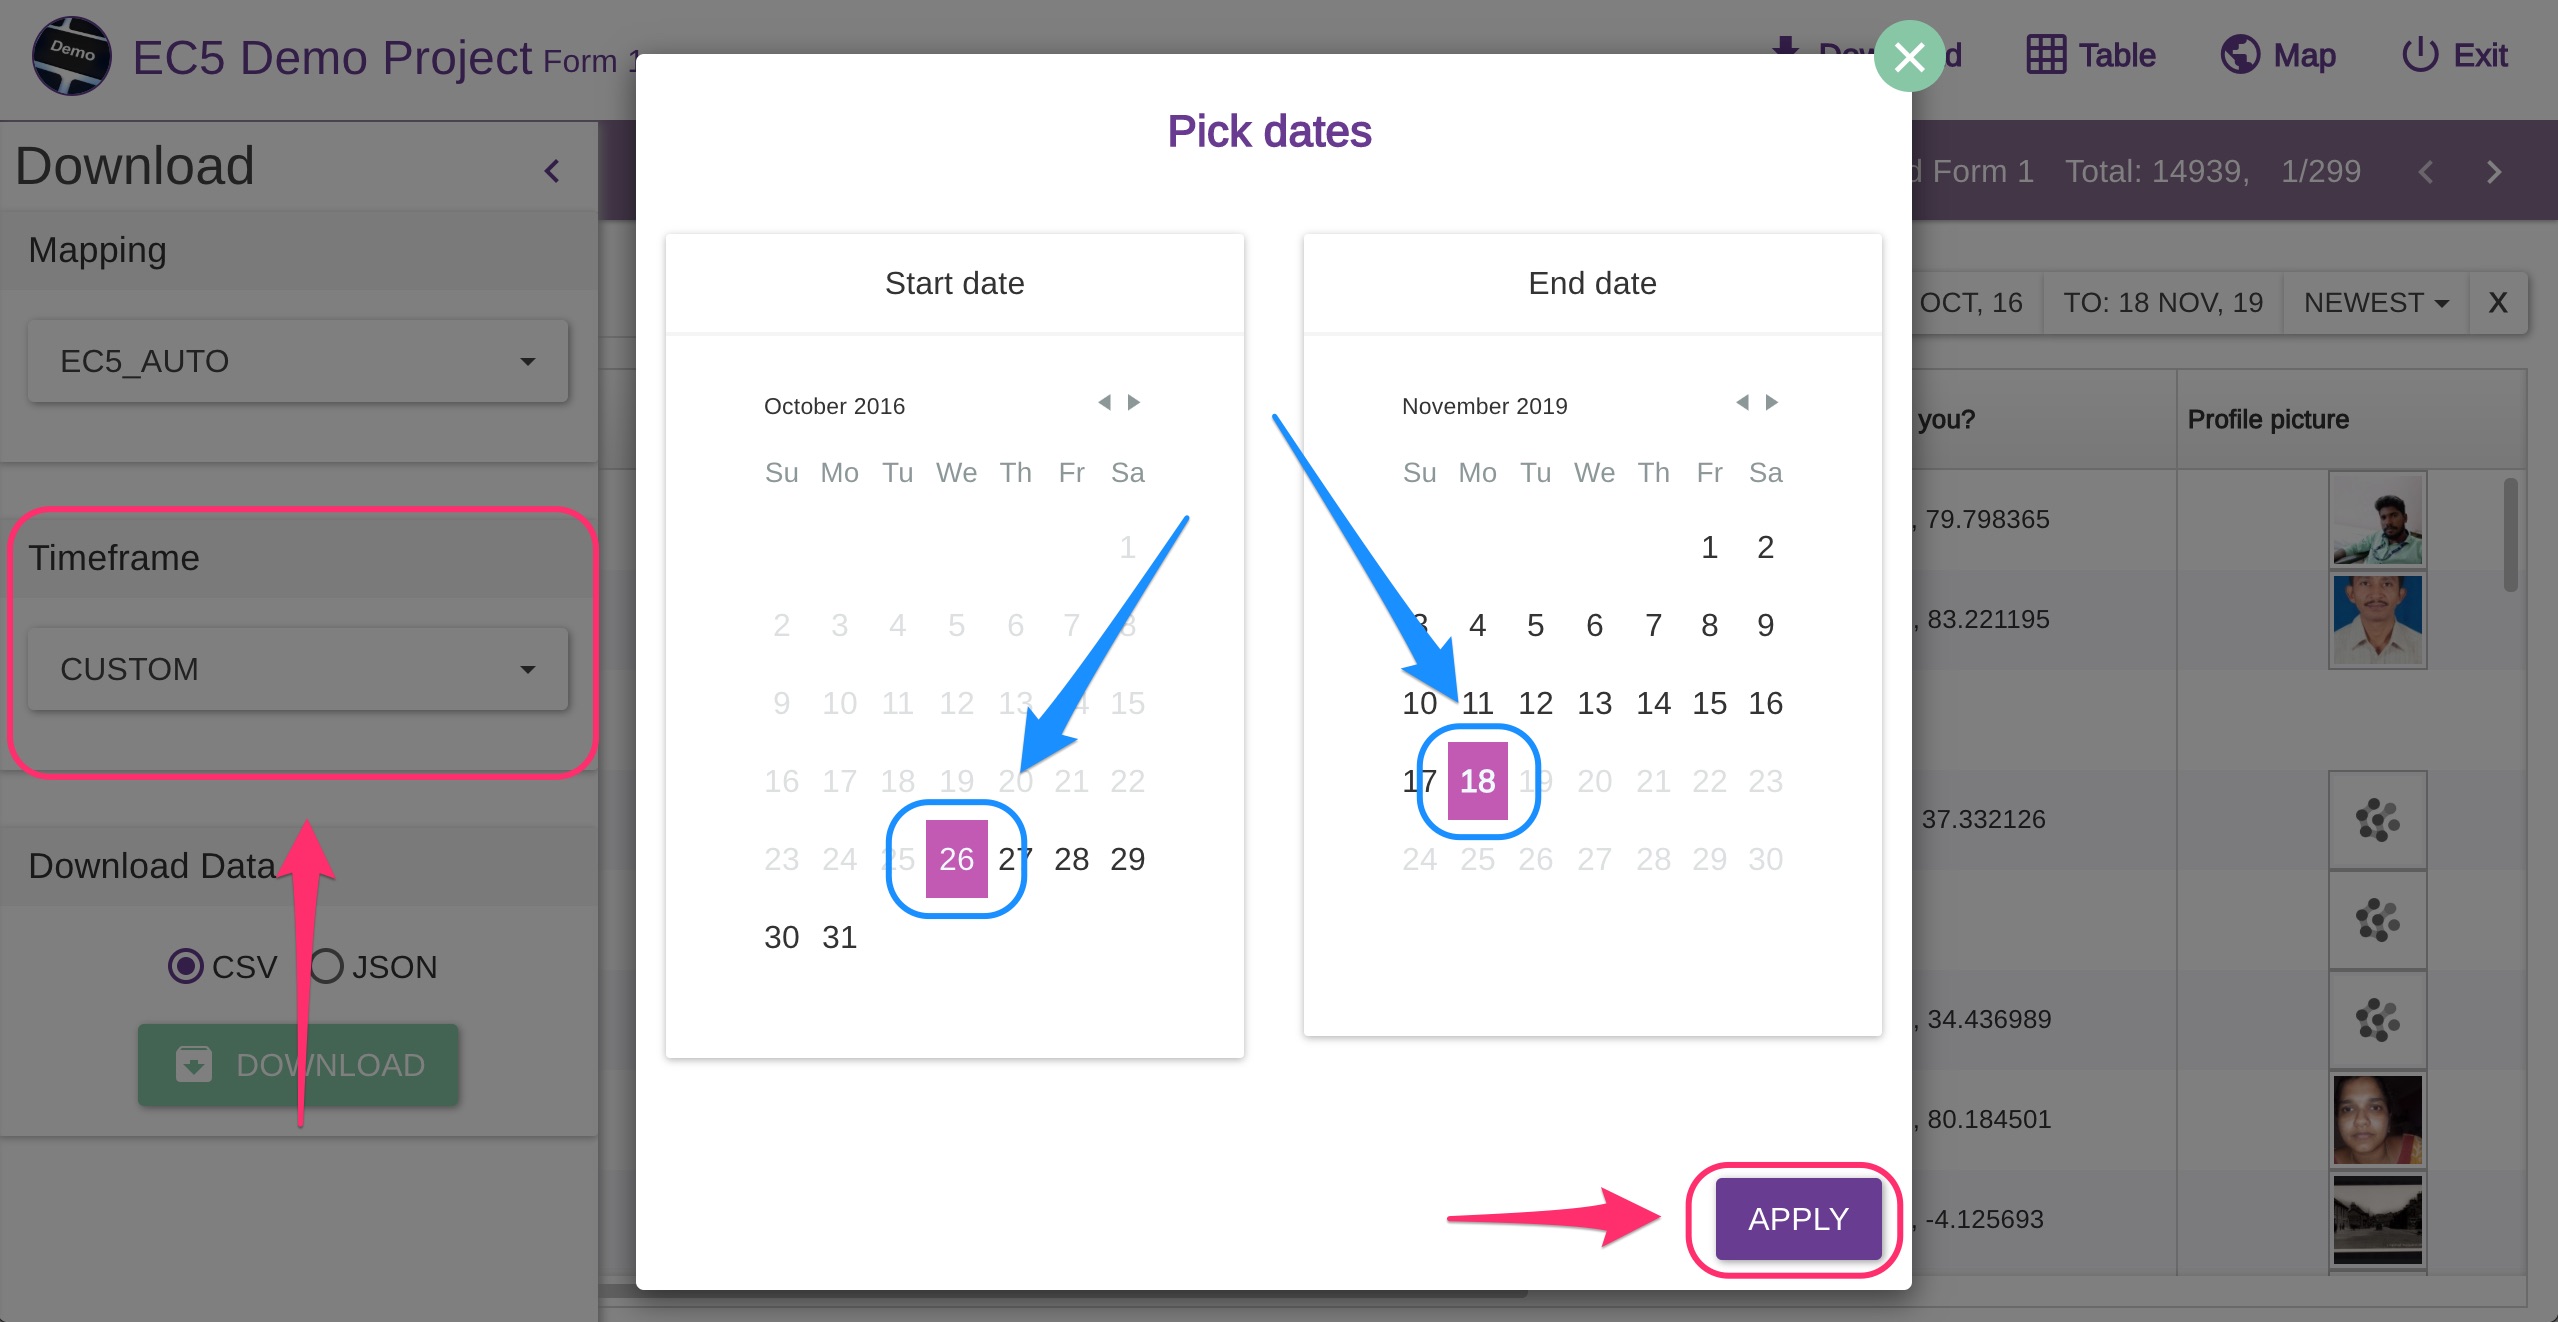 Demo
EC5 Demo Project Form 1
Table
Map
Exit
Download
Mapping
EC5_AUTO
Timeframe
CUSTOM
Download Data
CSV JSON
DOWNLOAD
Pick dates
Start date
October 2016
Su Mo Tu We Th Fr Sa
1
2 3 4 5 6 7 8
9 10 11 12 13 14 15
16 17 18 19 20 21 22
23 24 25 26 27 28 29
30 31
End date
November 2019
Su Mo Tu We Th Fr Sa
1 2
3 4 5 6 7 8 9
10 11 12 13 14 15 16
17 18 19 20 21 22 23
24 25 26 27 28 29 30
APPLY
Form 1 Total: 14939, 1/299
OCT, 16 TO: 18 NOV, 19 NEWEST X
you? Profile picture
, 79.798365
, 83.221195
37.332126
, 34.436989
, 80.184501
, -4.125693